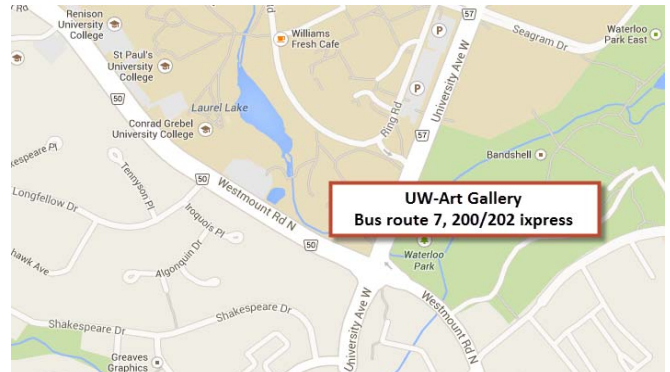 Renison
University
College
57
Waterloo
Park East
Williams
Fresh Cafe
P
Seagram Dr
St Paul's
University
College
University Ave W
P
50
Laurel Lake
Ring Rd
57
Conrad Grebel
University College
Bandshell
Tennyson Pl
50
Westmount Rd N
Longfellow Dr
UW-Art Gallery
Bus route 7, 200/202 ixpress
Iroquois Pl
50
Waterloo
Park
Algonquin Dr
Westmount Rd N
Shakespeare Dr
University Ave W
Greaves
Graphics